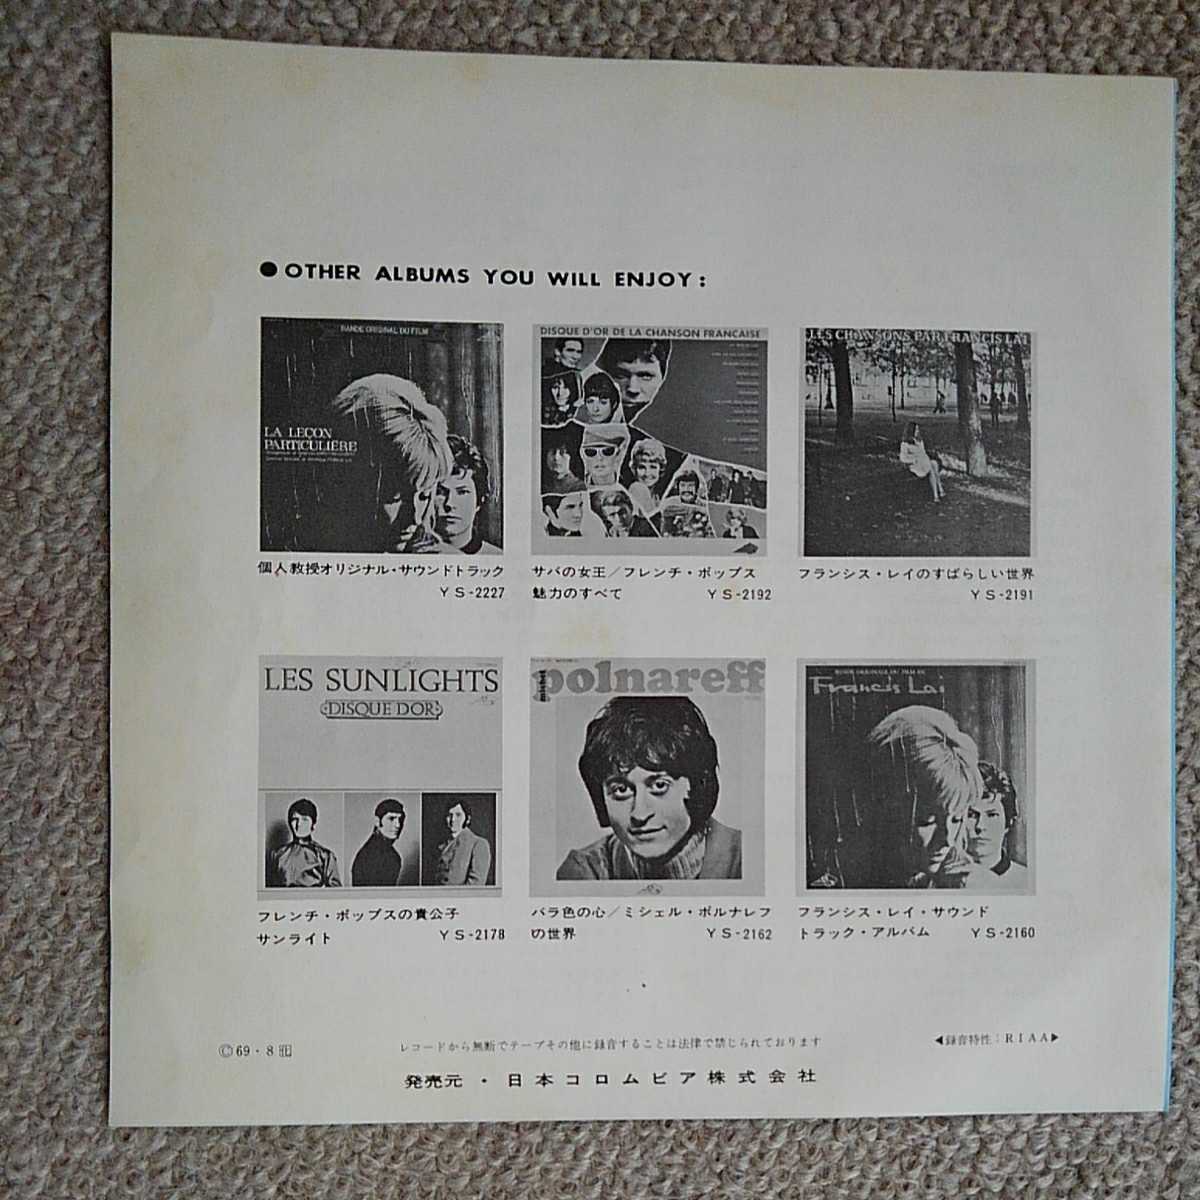 ●OTHER ALBUMS YOU WILL ENJOY:
BANDE ORIGINAL DU FILM
LA LEÇON
PARTICULIÈRE
個人教授オリジナル・サウンドトラック
YS-2227
DISQUE D'OR DE LA CHANSON FRANCAISE
サバの女王／フレンチ・ポップス
魅力のすべて YS-2192
LES CHANSONS PAR FRANCIS LAI
フランシス・レイのすばらしい世界
YS-2191
LES SUNLIGHTS
DISQUE D'OR
フレンチ・ポップスの貴公子
サンライト YS-2178
michel polnareff
バラ色の心／ミシェル・ポルナレフ
の世界 YS-2162
BANDE ORIGINALE DU FILM DE
Francis Lai
フランシス・レイ・サウンド
トラック・アルバム YS-2160
Ⓒ69・8
レコードから無断でテープその他に録音することは法律で禁じられております
◀録音特性：RIAA▶
発売元・日本コロムビア株式会社